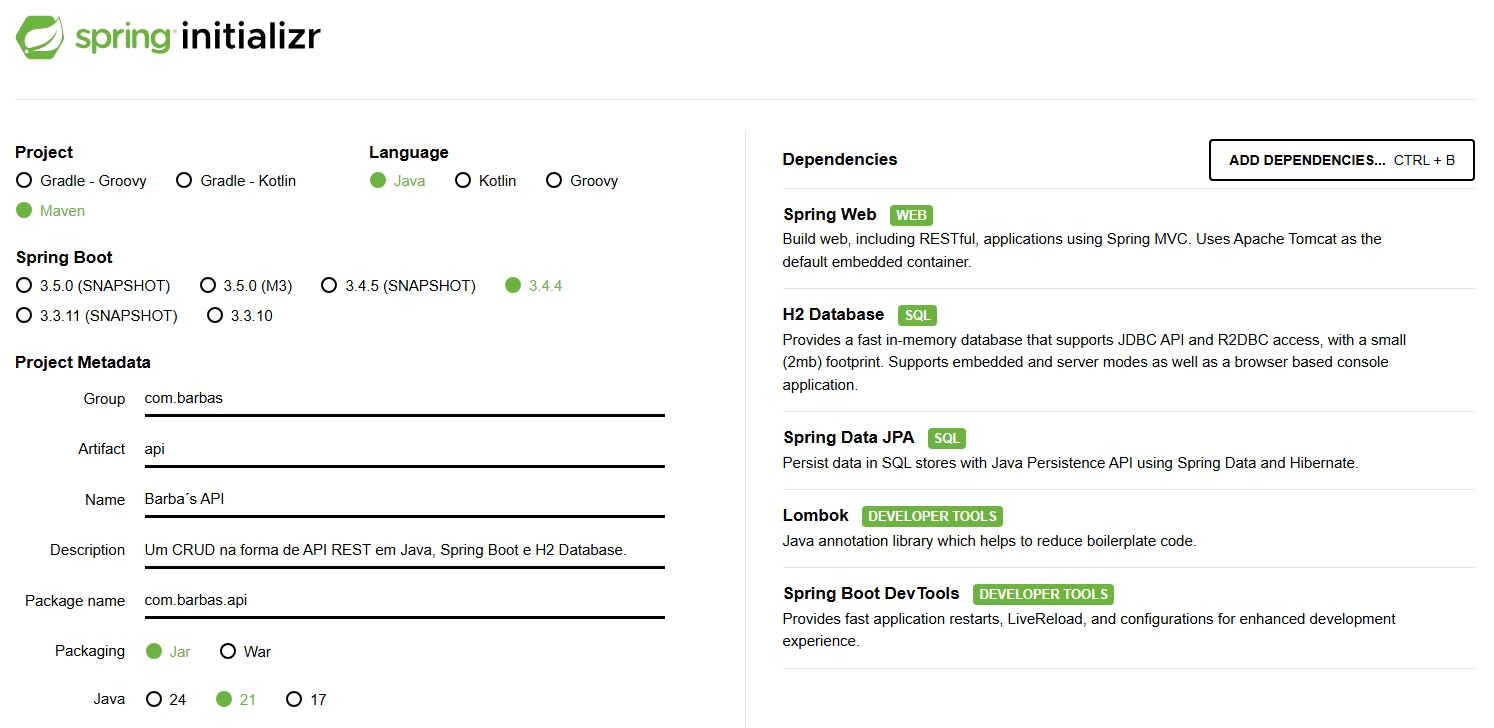 spring initializr
Project
Gradle - Groovy Gradle - Kotlin
Maven
Language
Java Kotlin Groovy
Spring Boot
3.5.0 (SNAPSHOT) 3.5.0 (M3) 3.4.5 (SNAPSHOT) 3.4.4
3.3.11 (SNAPSHOT) 3.3.10
Project Metadata
Group com.barbas
Artifact api
Name Barba´s API
Description Um CRUD na forma de API REST em Java, Spring Boot e H2 Database.
Package name com.barbas.api
Packaging Jar War
Java 24 21 17
Dependencies ADD DEPENDENCIES... CTRL + B
Spring Web WEB
Build web, including RESTful, applications using Spring MVC. Uses Apache Tomcat as the
default embedded container.
H2 Database SQL
Provides a fast in-memory database that supports JDBC API and R2DBC access, with a small
(2mb) footprint. Supports embedded and server modes as well as a browser based console
application.
Spring Data JPA SQL
Persist data in SQL stores with Java Persistence API using Spring Data and Hibernate.
Lombok DEVELOPER TOOLS
Java annotation library which helps to reduce boilerplate code.
Spring Boot DevTools DEVELOPER TOOLS
Provides fast application restarts, LiveReload, and configurations for enhanced development
experience.